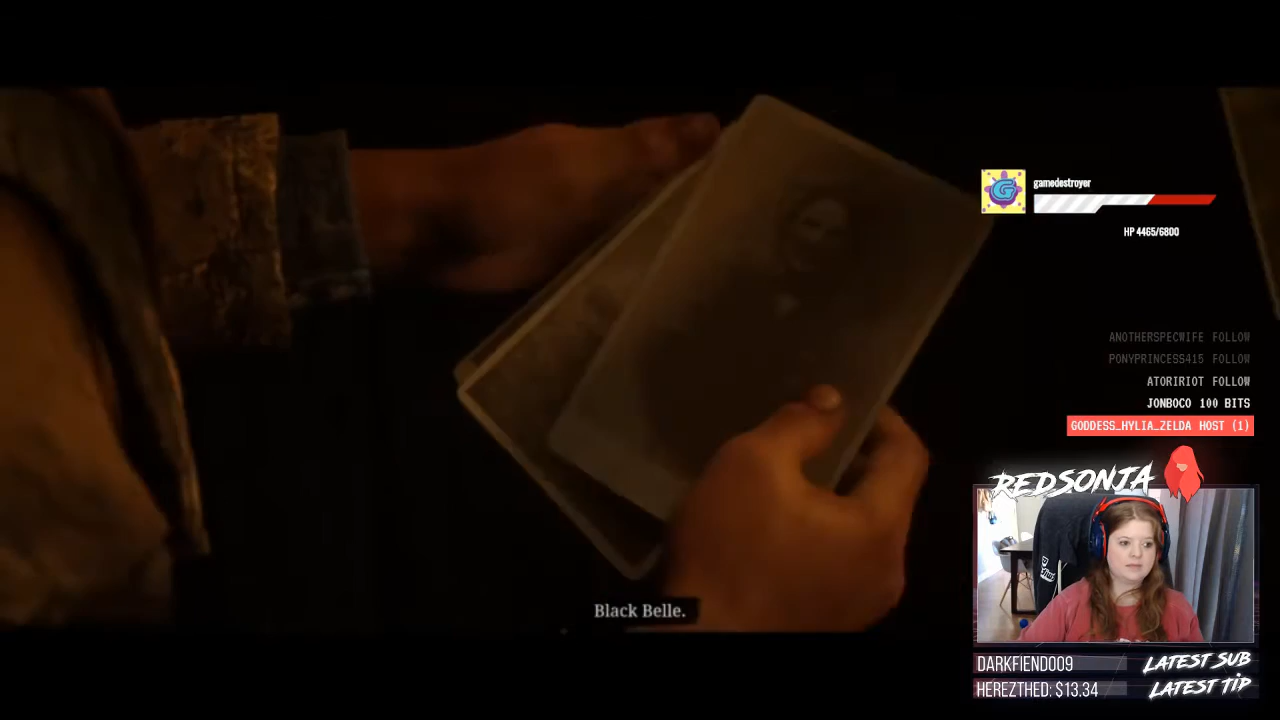 gamedestroyer
HP 4465/6800
ANOTHERSPECWIFE FOLLOW
PONYPRINCESS415 FOLLOW
ATORIRIOT FOLLOW
JONBOCO 100 BITS
GODDESS_HYLIA_ZELDA HOST (1)
REDSONJA
Black Belle.
DARKFIEND009 LATEST SUB
HEREZTHED: $13.34 LATEST TIP